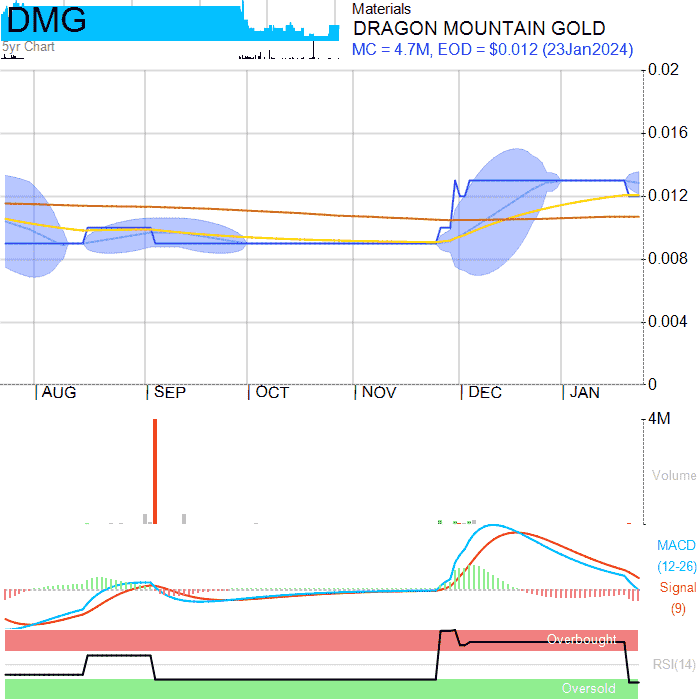 DMG
5yr Chart
Materials
DRAGON MOUNTAIN GOLD
MC = 4.7M, EOD = $0.012 (23Jan2024)
0.02
0.016
0.012
0.008
0.004
0
AUG
SEP
OCT
NOV
DEC
JAN
4M
Volume
MACD
(12-26)
Signal
(9)
Overbought
RSI(14)
Oversold